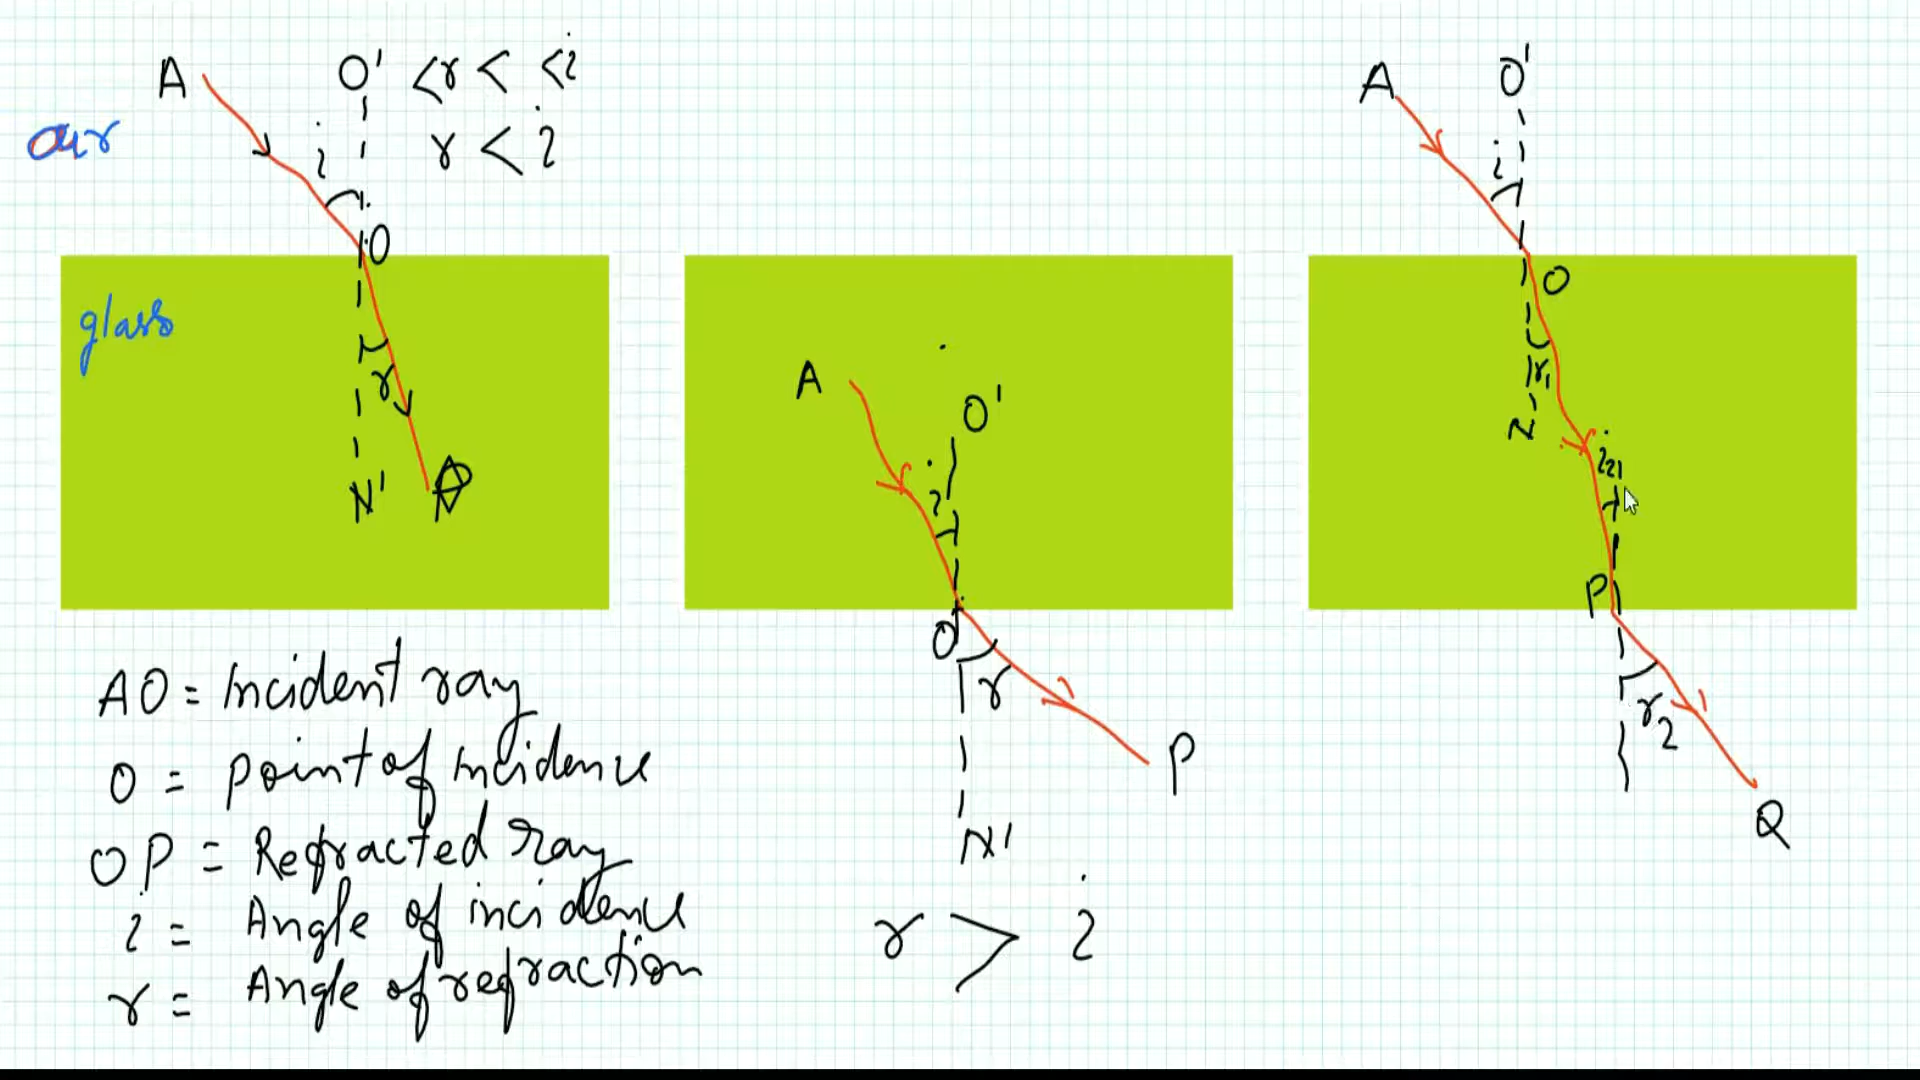 A
O'
<r < <i
air
i
r < i
O
glass
r
N'
A
O'
i
O
r
P
N'
r > i
A
O'
i
O
r1
N
i2
P
r2
Q
AO = Incident ray
O = point of incidence
OP = Refracted ray
i = Angle of incidence
r = Angle of refraction